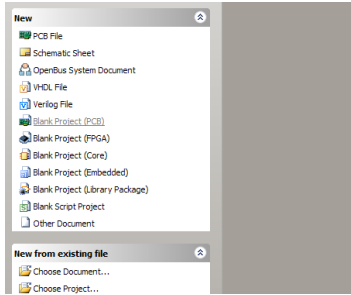 New
PCB File
Schematic Sheet
OpenBus System Document
VHDL File
Verilog File
Blank Project (PCB)
Blank Project (FPGA)
Blank Project (Core)
Blank Project (Embedded)
Blank Project (Library Package)
Blank Script Project
Other Document
New from existing file
Choose Document...
Choose Project...